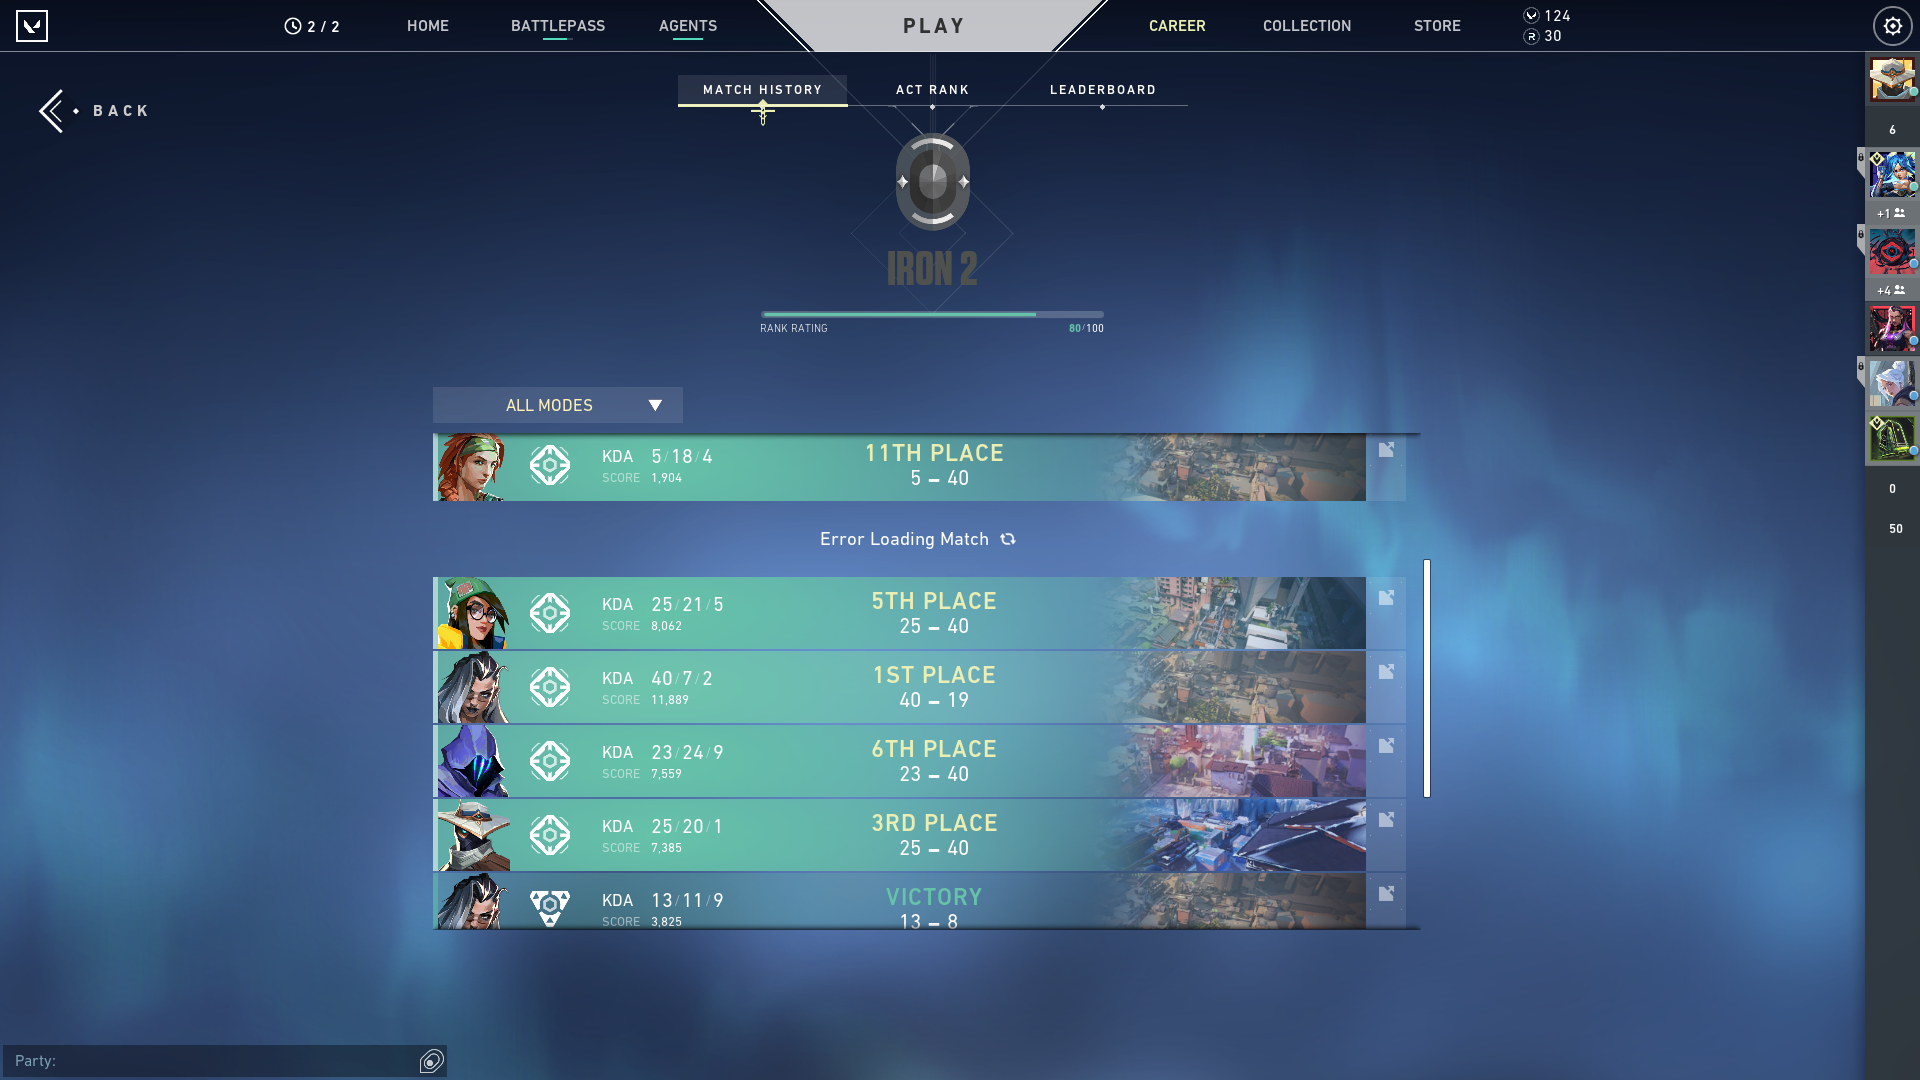 2 / 2
HOME
BATTLEPASS
AGENTS
PLAY
CAREER
COLLECTION
STORE
124
R 30
BACK
MATCH HISTORY
ACT RANK
LEADERBOARD
6
+1
+4
0
50
IRON 2
RANK RATING 80/100
ALL MODES
KDA 5/18/4 11TH PLACE
SCORE 1,904 5 – 40
Error Loading Match
KDA 25/21/5 5TH PLACE
SCORE 8,062 25 – 40
KDA 40/7/2 1ST PLACE
SCORE 11,889 40 – 19
KDA 23/24/9 6TH PLACE
SCORE 7,559 23 – 40
KDA 25/20/1 3RD PLACE
SCORE 7,385 25 – 40
KDA 13/11/9 VICTORY
SCORE 3,825 13 – 8
Party: